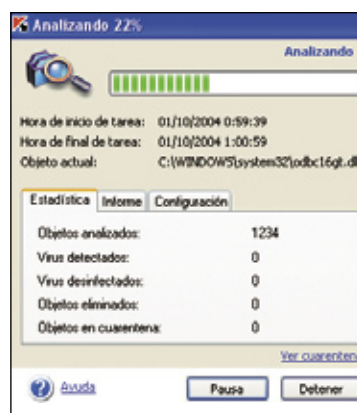 Analizando 22%
Analizando
Hora de inicio de tarea: 01/10/2004 0:59:39
Hora de final de tarea: 01/10/2004 1:00:59
Objeto actual: C:\WINDOWS\system32\odbc16gt.dl
Estadística Informe Configuración
Objetos analizados: 1234
Virus detectados: 0
Virus desinfectados: 0
Objetos eliminados: 0
Objetos en cuarentena: 0
Ver cuarenten
Ayuda Pausa Detener